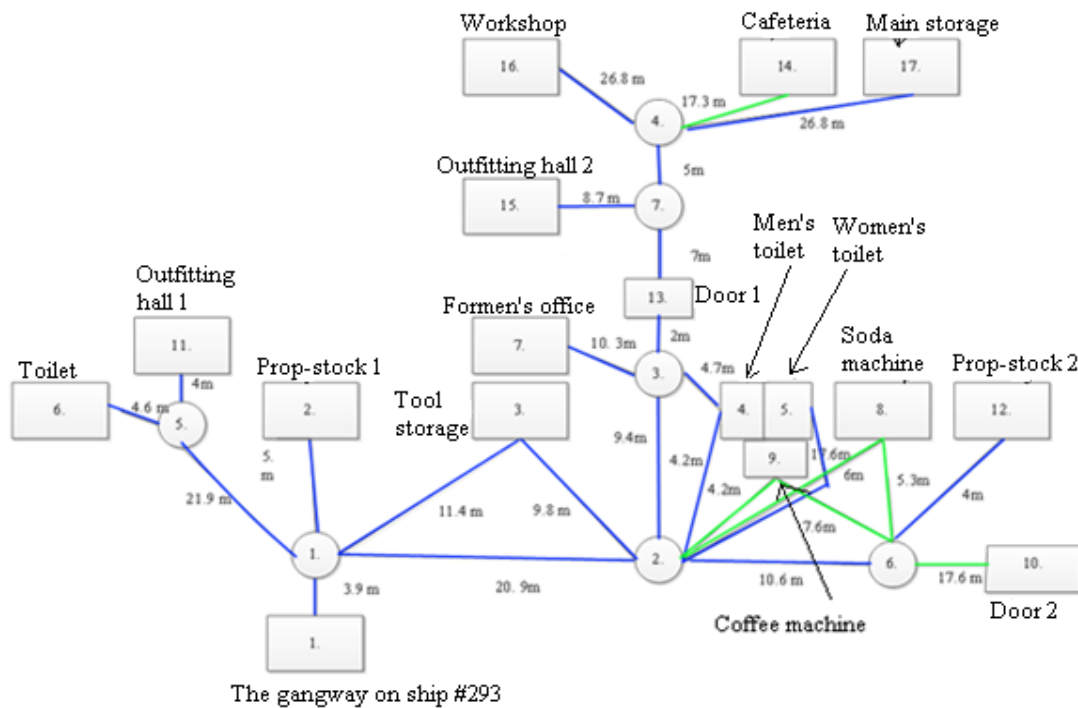 Workshop
Cafeteria
Main storage
16.
14.
17.
26.8 m
17.3 m
4.
26.8 m
Outfitting hall 2
5m
15.
8.7 m
7.
Men's
toilet
Women's
toilet
7m
Outfitting
hall 1
Formen's office
13.
Door 1
Soda
machine
11.
7.
10. 3m
2m
Toilet
Prop-stock 1
3.
4.7m
Prop-stock 2
6.
4m
4.6 m
5.
2.
Tool
storage
3.
4.
5.
8.
12.
9.4m
5.
m
4.2m
9.
17.6m
6m
5.3m
21.9 m
11.4 m
9.8m
4.2m
7.6m
4m
1.
2.
6.
3.9 m
20. 9m
10.6 m
17.6m
10.
Door 2
1.
Coffee machine
The gangway on ship #293